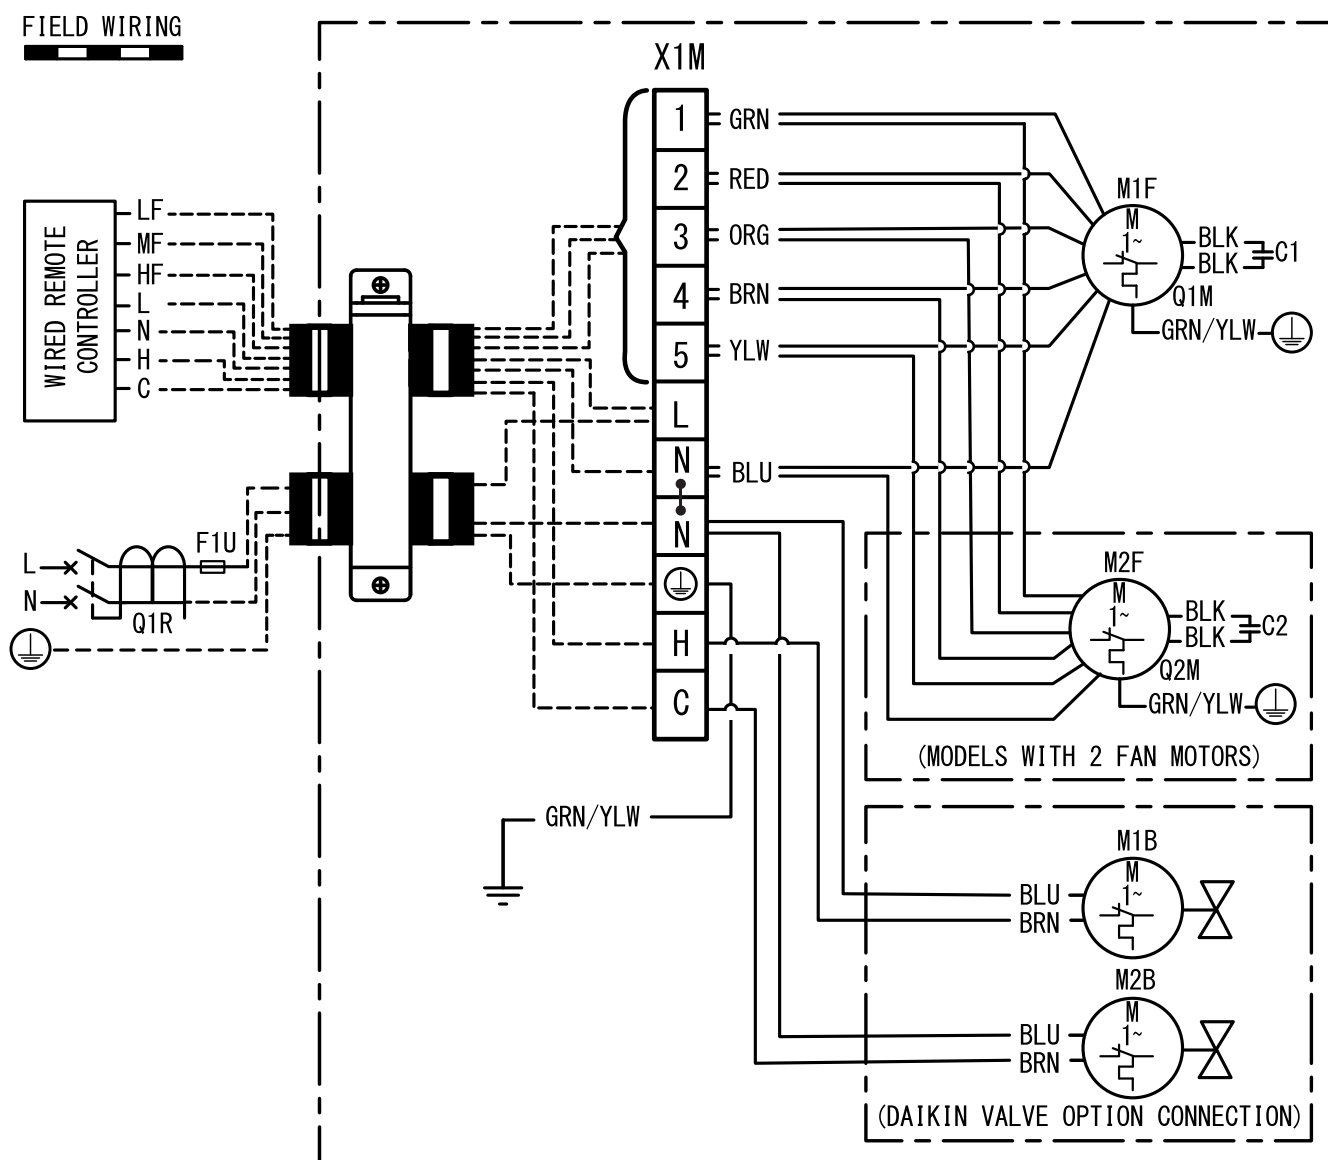 FIELD WIRING
X1M
WIRED REMOTE
CONTROLLER
LF
MF
HF
L
N
H
C
1
2
3
4
5
L
N
N
H
C
GRN
RED
ORG
BRN
YLW
BLU
M1F
M
1~
Q1M
BLK
BLK
C1
GRN/YLW
L
N
F1U
Q1R
M2F
M
1~
Q2M
BLK
BLK
C2
GRN/YLW
(MODELS WITH 2 FAN MOTORS)
GRN/YLW
M1B
M
1~
BLU
BRN
M2B
M
1~
BLU
BRN
(DAIKIN VALVE OPTION CONNECTION)